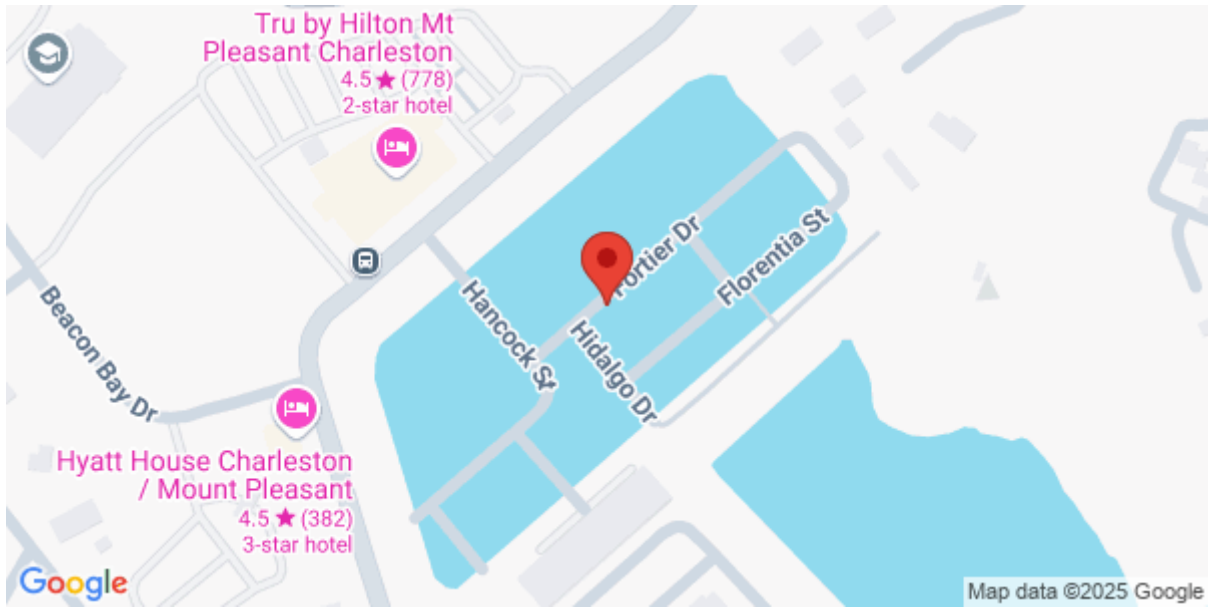 Tru by Hilton Mt
Pleasant Charleston
4.5 ★ (778)
2-star hotel
Fortier Dr
Florentia St
Hancock St
Hidalgo Dr
Beacon Bay Dr
Hyatt House Charleston
/ Mount Pleasant
4.5 ★ (382)
3-star hotel
Google
Map data ©2025 Google